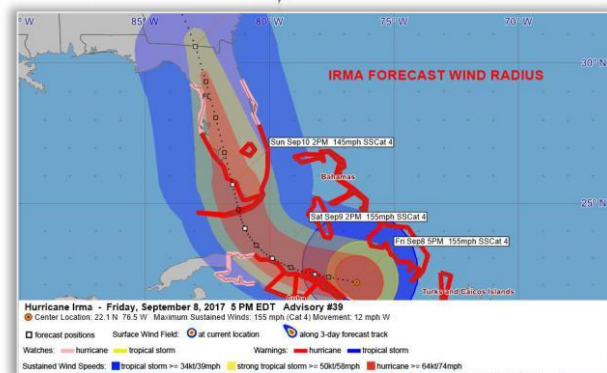 85° W
80° W
75° W
70° W
30° N
IRMA FORECAST WIND RADIUS
Sun Sep10 2PM 145mph SSCat 4
Bahamas
Sat Sep9 2PM 155mph SSCat 4
25° N
Fri Sep8 5PM 155mph SSCat 4
Turks and Caicos Islands
Hurricane Irma - Friday, September 8, 2017 5 PM EDT Advisory #39
Center Location: 22.1 N 76.5 W Maximum Sustained Winds: 155 mph (Cat 4) Movement: 12 mph W
forecast positions Surface Wind Field: at current location along 3-day forecast track
Watches: hurricane tropical storm Warnings: hurricane tropical storm
Sustained Wind Speeds: tropical storm >= 34kt/39mph strong tropical storm >= 50kt/58mph hurricane >= 64kt/74mph